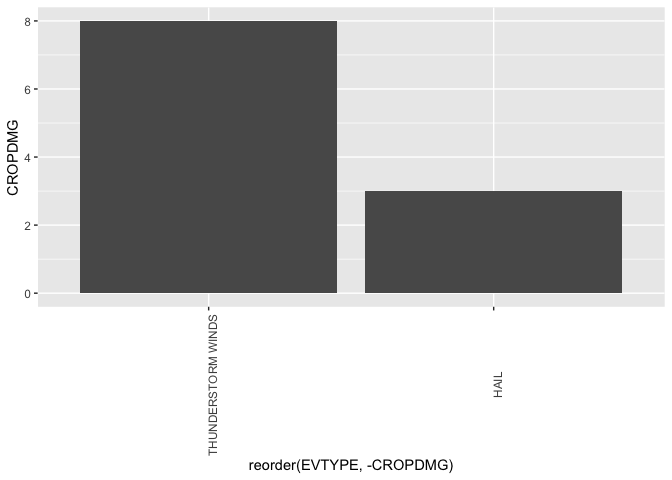 8
6
4
2
0
CROPDMG
THUNDERSTORM WINDS
HAIL
reorder(EVTYPE, -CROPDMG)